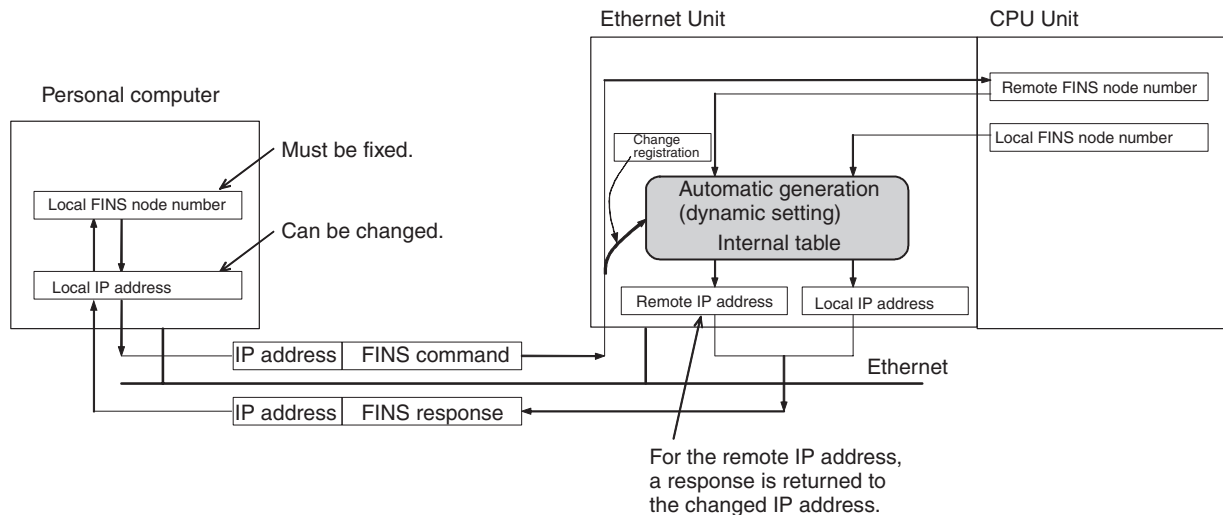 Ethernet Unit
CPU Unit
Personal computer
Remote FINS node number
Local FINS node number
Change
registration
Must be fixed.
Automatic generation
(dynamic setting)
Internal table
Local FINS node number
Can be changed.
Local IP address
Remote IP address
Local IP address
IP address
FINS command
Ethernet
IP address
FINS response
For the remote IP address,
a response is returned to
the changed IP address.